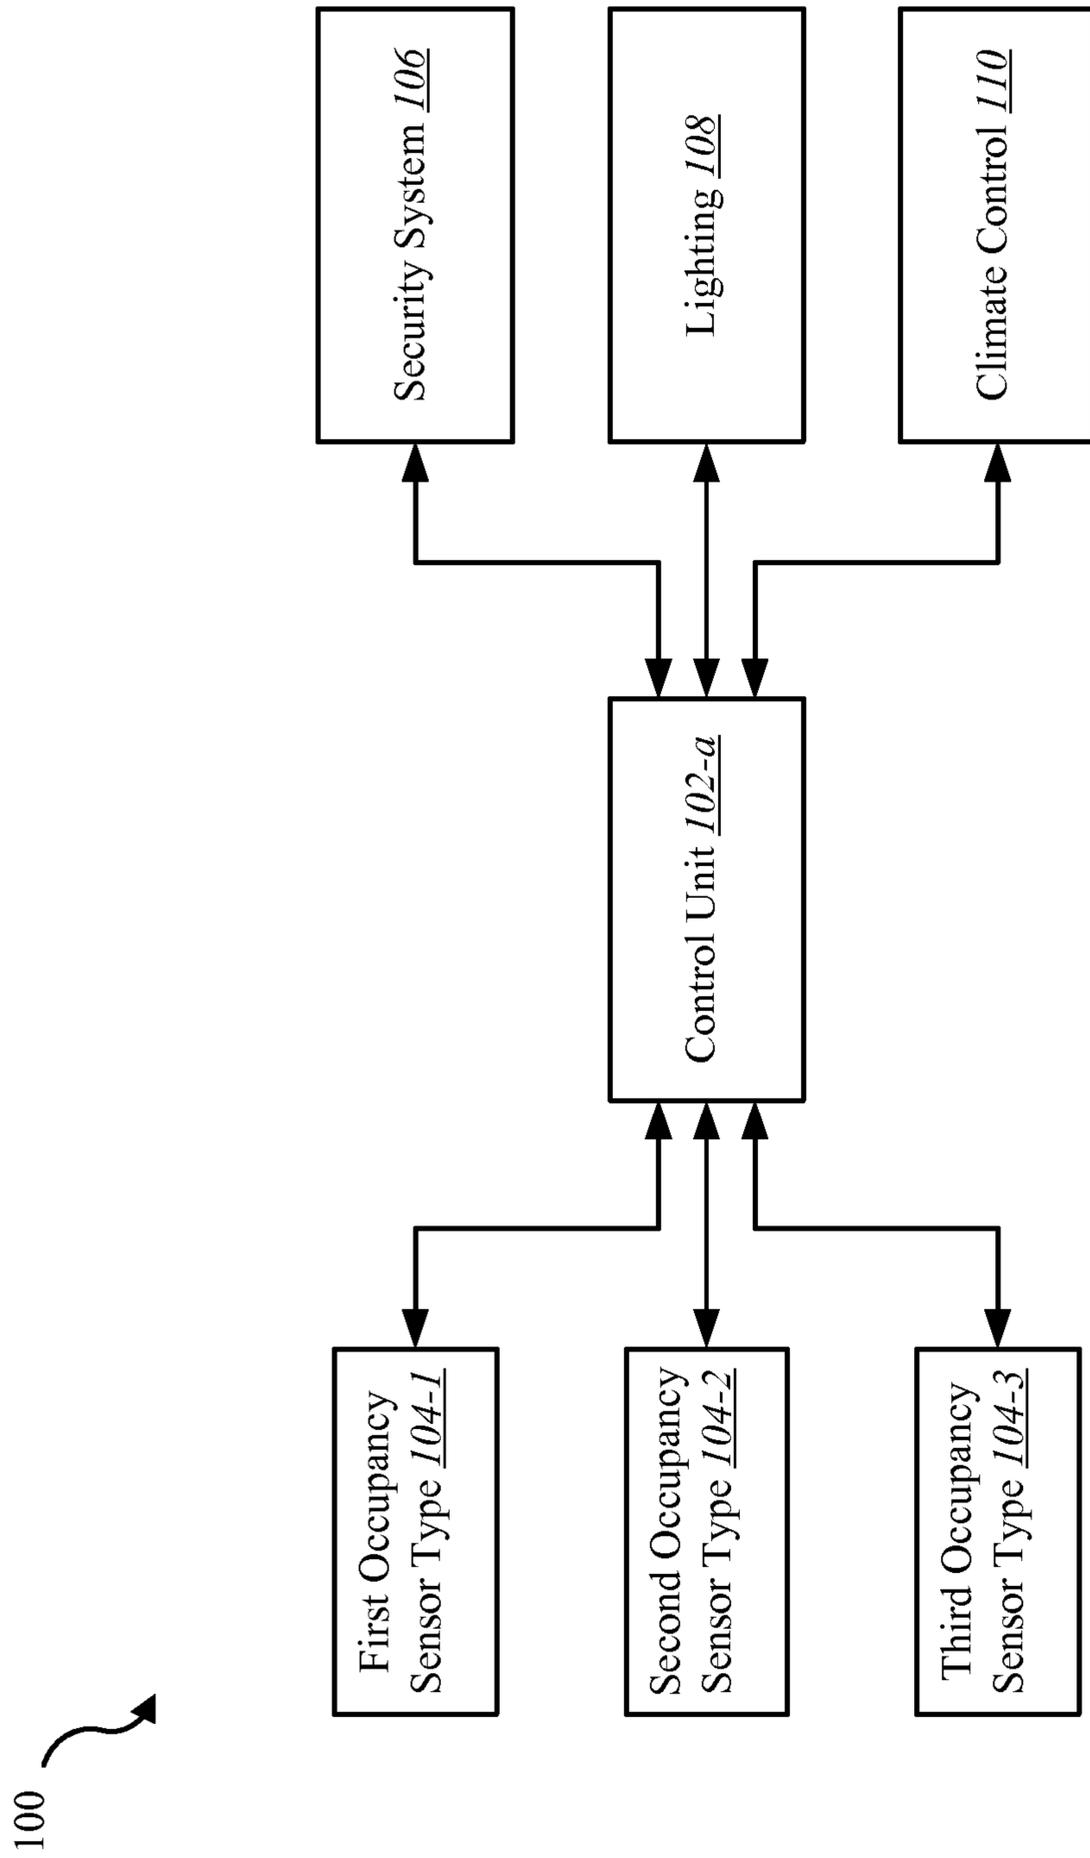 100
First Occupancy
Sensor Type 104-1
Second Occupancy
Sensor Type 104-2
Third Occupancy
Sensor Type 104-3
Control Unit 102-a
Security System 106
Lighting 108
Climate Control 110